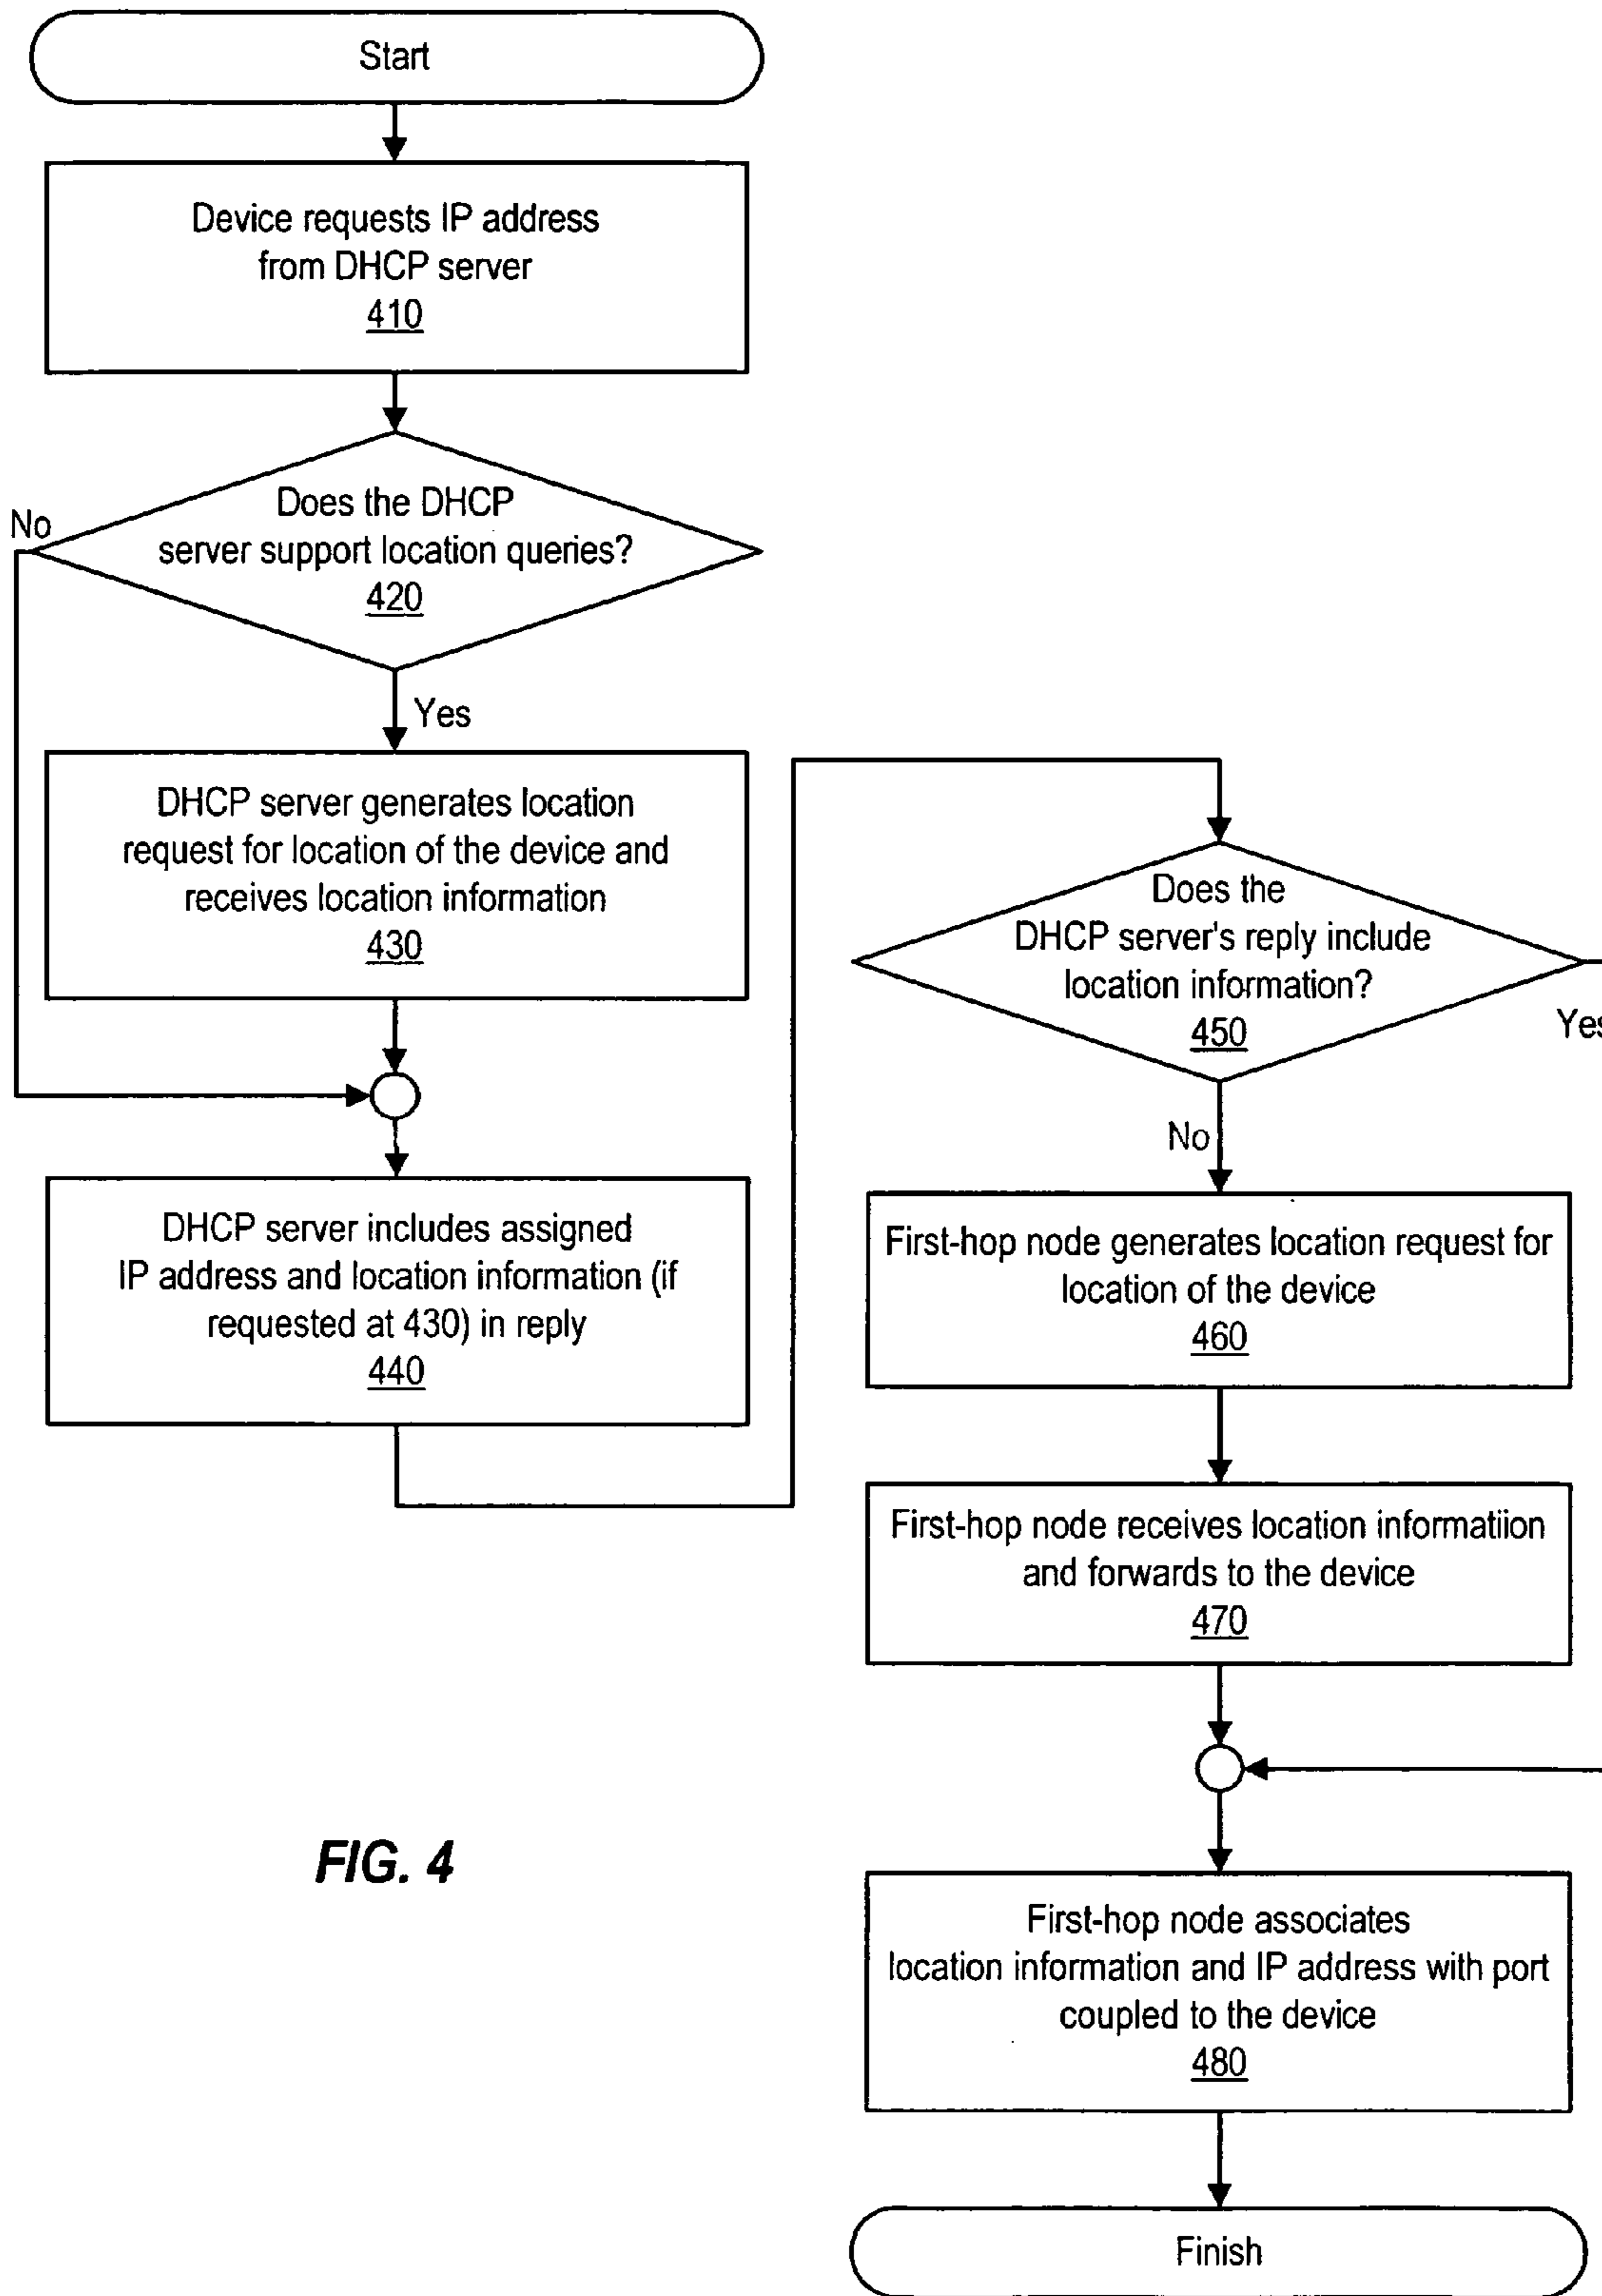 Start
Device requests IP address
from DHCP server
410
Does the DHCP
server support location queries?
420
No
Yes
DHCP server generates location
request for location of the device and
receives location information
430
DHCP server includes assigned
IP address and location information (if
requested at 430) in reply
440
Does the
DHCP server's reply include
location information?
450
Yes
No
First-hop node generates location request for
location of the device
460
First-hop node receives location informatiion
and forwards to the device
470
First-hop node associates
location information and IP address with port
coupled to the device
480
Finish
FIG. 4